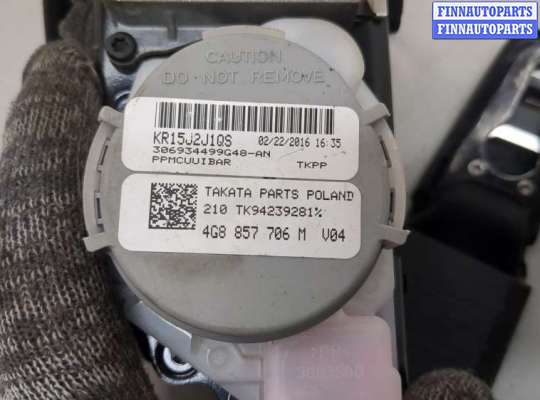 FINNAUTOPARTS
FINNAUTOPARTS
CAUTION
DO NOT REMOVE
KR15J2J1QS 02/22/2016 16:35
306934499G48-AN
PPMCUUIBAR TKPP
TAKATA PARTS POLAND
210 TK94239281%
4G8 857 706 M V04